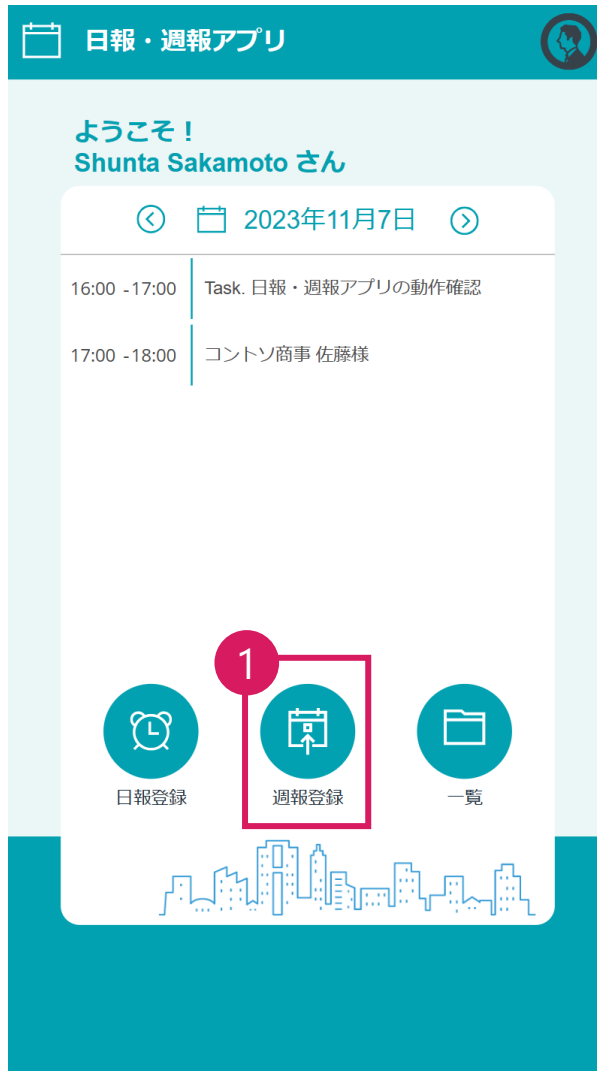 日報・週報アプリ
ようこそ！
Shunta Sakamoto さん
2023年11月7日
16:00 -17:00 Task. 日報・週報アプリの動作確認
17:00 -18:00 コントソ商事 佐藤様
1
日報登録 週報登録 一覧